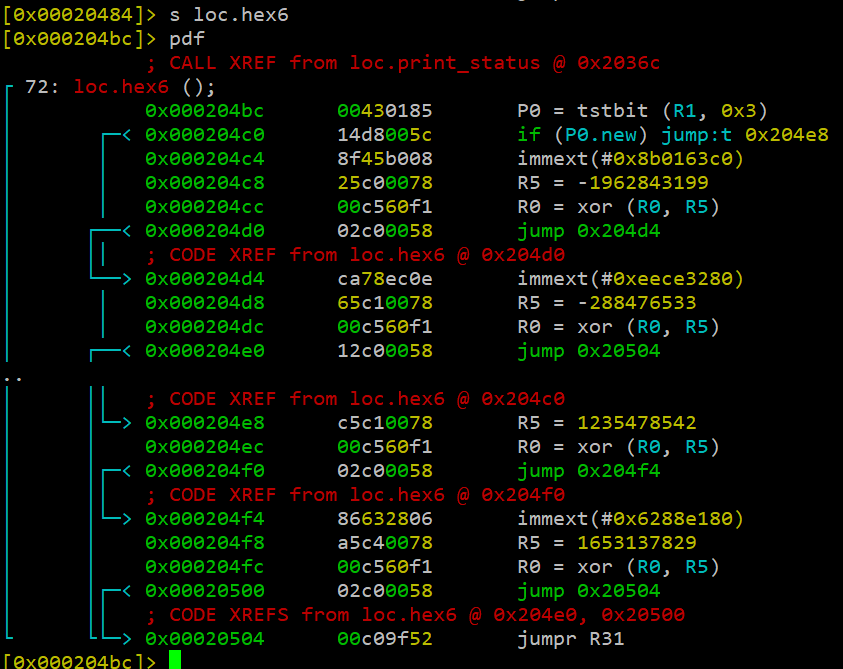 [0x00020484]> s loc.hex6
[0x000204bc]> pdf
; CALL XREF from loc.print_status @ 0x2036c
72: loc.hex6 ();
0x000204bc 00430185 P0 = tstbit (R1, 0x3)
0x000204c0 14d8005c if (P0.new) jump:t 0x204e8
0x000204c4 8f45b008 immext(#0x8b0163c0)
0x000204c8 25c00078 R5 = -1962843199
0x000204cc 00c560f1 R0 = xor (R0, R5)
0x000204d0 02c00058 jump 0x204d4
; CODE XREF from loc.hex6 @ 0x204d0
0x000204d4 ca78ec0e immext(#0xeece3280)
0x000204d8 65c10078 R5 = -288476533
0x000204dc 00c560f1 R0 = xor (R0, R5)
0x000204e0 12c00058 jump 0x20504
..
; CODE XREF from loc.hex6 @ 0x204c0
0x000204e8 c5c10078 R5 = 1235478542
0x000204ec 00c560f1 R0 = xor (R0, R5)
0x000204f0 02c00058 jump 0x204f4
; CODE XREF from loc.hex6 @ 0x204f0
0x000204f4 86632806 immext(#0x6288e180)
0x000204f8 a5c40078 R5 = 1653137829
0x000204fc 00c560f1 R0 = xor (R0, R5)
0x00020500 02c00058 jump 0x20504
; CODE XREFS from loc.hex6 @ 0x204e0, 0x20500
0x00020504 00c09f52 jumpr R31
[0x000204bc]>